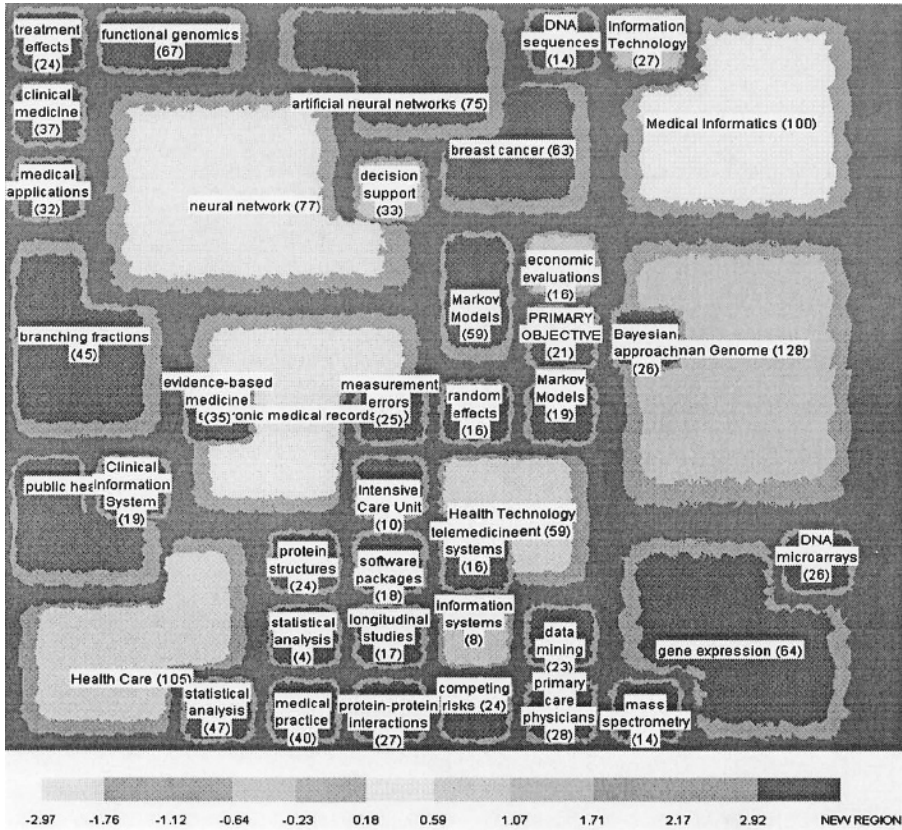 treatment
effects
(24)
functional genomics
(67)
DNA
sequences
(14)
Information
Technology
(27)
clinical
medicine
(37)
artificial neural networks (75)
Medical Informatics (100)
breast cancer (63)
medical
applications
(32)
neural network (77)
decision
support
(33)
economic
evaluations
(16)
Markov
Models
(59)
branching fractions
(45)
PRIMARY
OBJECTIVE
(21)
Bayesian
approach
(26)
nan Genome (128)
evidence-based
medicine
(35)
ronic medical records
measurement
errors
(25)
random
effects
(16)
Markov
Models
(19)
public hea
Clinical
Information
System
(19)
Intensive
Care Unit
(10)
Health Technology
ent (59)
telemedicine
systems
(16)
DNA
microarrays
(26)
protein
structures
(24)
software
packages
(18)
statistical
analysis
(4)
longitudinal
studies
(17)
information
systems
(8)
data
mining
(23)
gene expression (64)
Health Care (105)
statistical
analysis
(47)
medical
practice
(40)
protein-protein
interactions
(27)
competing
risks (24)
primary
care
physicians
(28)
mass
spectrometry
(14)
-2.97 -1.76 -1.12 -0.64 -0.23 0.18 0.59 1.07 1.71 2.17 2.92 NEW REGION